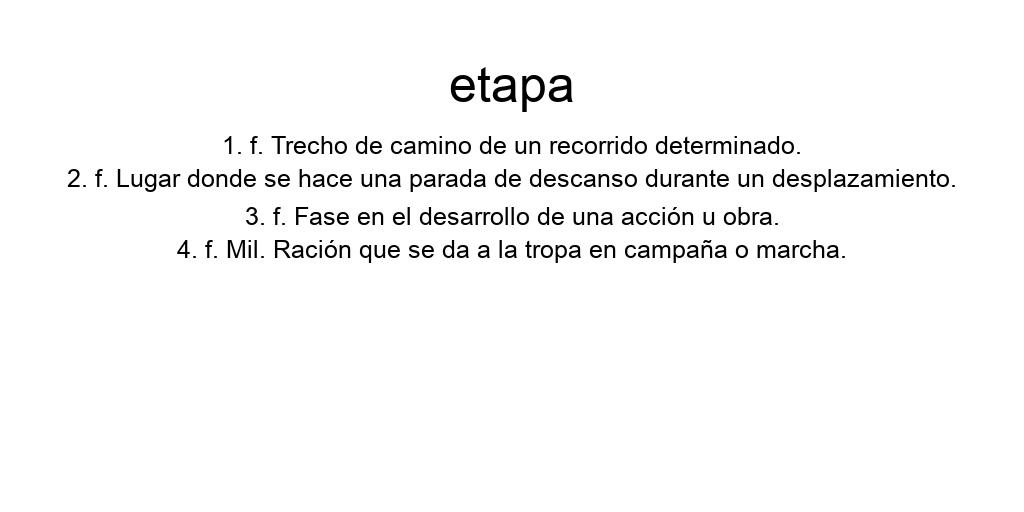 etapa
1. f. Trecho de camino de un recorrido determinado.
2. f. Lugar donde se hace una parada de descanso durante un desplazamiento.
3. f. Fase en el desarrollo de una acción u obra.
4. f. Mil. Ración que se da a la tropa en campaña o marcha.